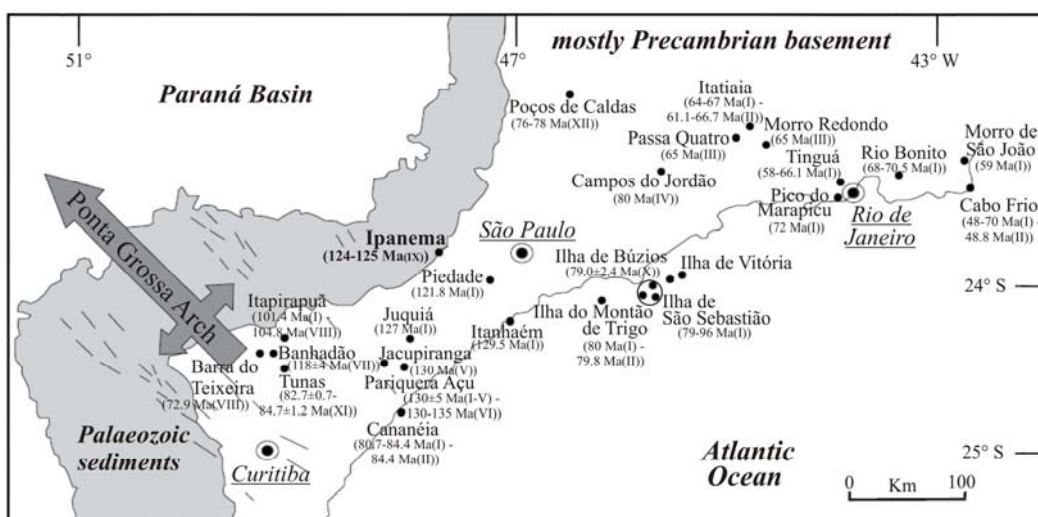 51°
47°
43° W
mostly Precambrian basement
Paraná Basin
Poços de Caldas
(76-78 Ma(XII))
Itatiaia
(64-67 Ma(I) -
61.1-66.7 Ma(II))
Passa Quatro
(65 Ma(III))
Morro Redondo
(65 Ma(III))
Tinguá
(58-66.1 Ma(I))
Rio Bonito
(68-70.5 Ma(I))
Morro de
São João
(59 Ma(I))
Campos do Jordão
(80 Ma(IV))
Pico do
Marapicu
(72 Ma(I))
Rio de
Janeiro
Cabo Frio
(48-70 Ma(I) -
48.8 Ma(II))
Ponta Grossa Arch
Ipanema
(124-125 Ma(IX))
São Paulo
Piedade
(121.8 Ma(I))
Ilha de Búzios
(79.0±2.4 Ma(X))
Ilha de Vitória
24° S
Ilha do Montão
de Trigo
(80 Ma(I) -
79.8 Ma(II))
Ilha de
São Sebastião
(79-96 Ma(I))
Itapirapuã
(101.4 Ma(I) -
104.8 Ma(VIII))
Juquiá
(127 Ma(I))
Itanhaém
(129.5 Ma(I))
Banhadão
(118±4 Ma(VII))
Jacupiranga
(130 Ma(V))
Barra do
Teixeira
(72.9 Ma(VIII))
Tunas
(82.7±0.7-
84.7±1.2 Ma(XI))
Pariquera Açu
(130±5 Ma(I-V) -
130-135 Ma(VI))
Cananéia
(80.7-84.4 Ma(I) -
84.4 Ma(II))
Palaeozoic
sediments
Curitiba
Atlantic
Ocean
25° S
0 Km 100